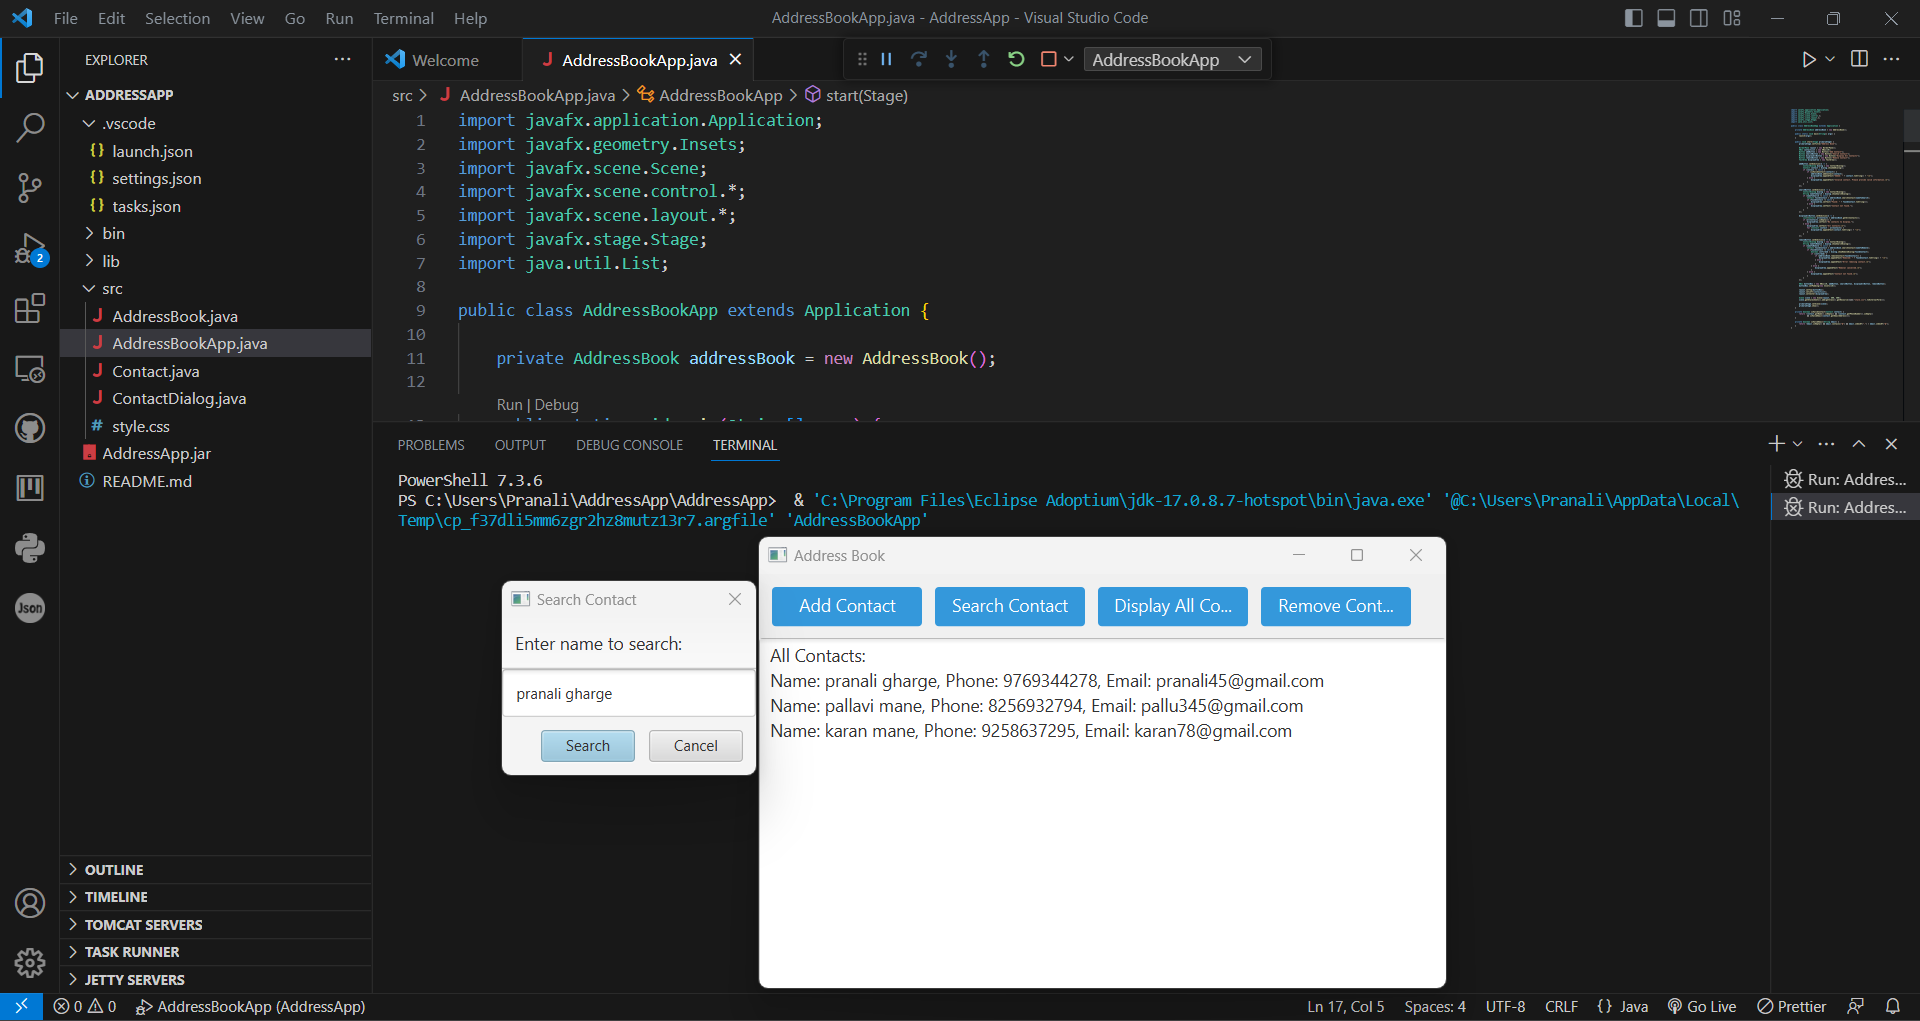 File Edit Selection View Go Run Terminal Help
AddressBookApp.java - AddressApp - Visual Studio Code
EXPLORER
ADDRESSAPP
.vscode
launch.json
settings.json
tasks.json
bin
lib
src
AddressBook.java
AddressBookApp.java
Contact.java
ContactDialog.java
style.css
AddressApp.jar
README.md
OUTLINE
TIMELINE
TOMCAT SERVERS
TASK RUNNER
JETTY SERVERS
2
Json
Welcome
AddressBookApp.java
AddressBookApp
src > AddressBookApp.java > AddressBookApp > start(Stage)
1 import javafx.application.Application;
2 import javafx.geometry.Insets;
3 import javafx.scene.Scene;
4 import javafx.scene.control.*;
5 import javafx.scene.layout.*;
6 import javafx.stage.Stage;
7 import java.util.List;
8
9 public class AddressBookApp extends Application {
10
11 private AddressBook addressBook = new AddressBook();
12
Run | Debug
PROBLEMS OUTPUT DEBUG CONSOLE TERMINAL
PowerShell 7.3.6
PS C:\Users\Pranali\AddressApp\AddressApp> & 'C:\Program Files\Eclipse Adoptium\jdk-17.0.8.7-hotspot\bin\java.exe' '@C:\Users\Pranali\AppData\Local\
Temp\cp_f37dli5mm6zgr2hz8mutz13r7.argfile' 'AddressBookApp'
Run: Addres...
Run: Addres...
Search Contact
Enter name to search:
pranali gharge
Search Cancel
Address Book
Add Contact Search Contact Display All Co... Remove Cont...
All Contacts:
Name: pranali gharge, Phone: 9769344278, Email: pranali45@gmail.com
Name: pallavi mane, Phone: 8256932794, Email: pallu345@gmail.com
Name: karan mane, Phone: 9258637295, Email: karan78@gmail.com
0 0 AddressBookApp (AddressApp)
Ln 17, Col 5 Spaces: 4 UTF-8 CRLF {} Java Go Live Prettier